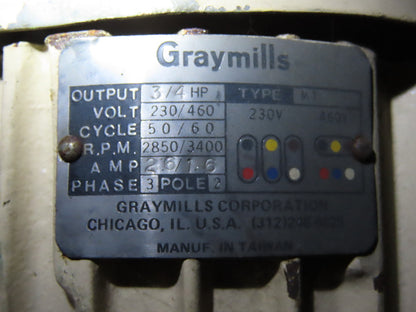 Graymills
OUTPUT 3/4 HP TYPE
VOLT 230/460 230V 460V
CYCLE 50/60
R.P.M. 2850/3400
AMP
PHASE 3 POLE 2
GRAYMILLS CORPORATION
CHICAGO, IL. U.S.A. (312)
MANUF. IN TAIWAN